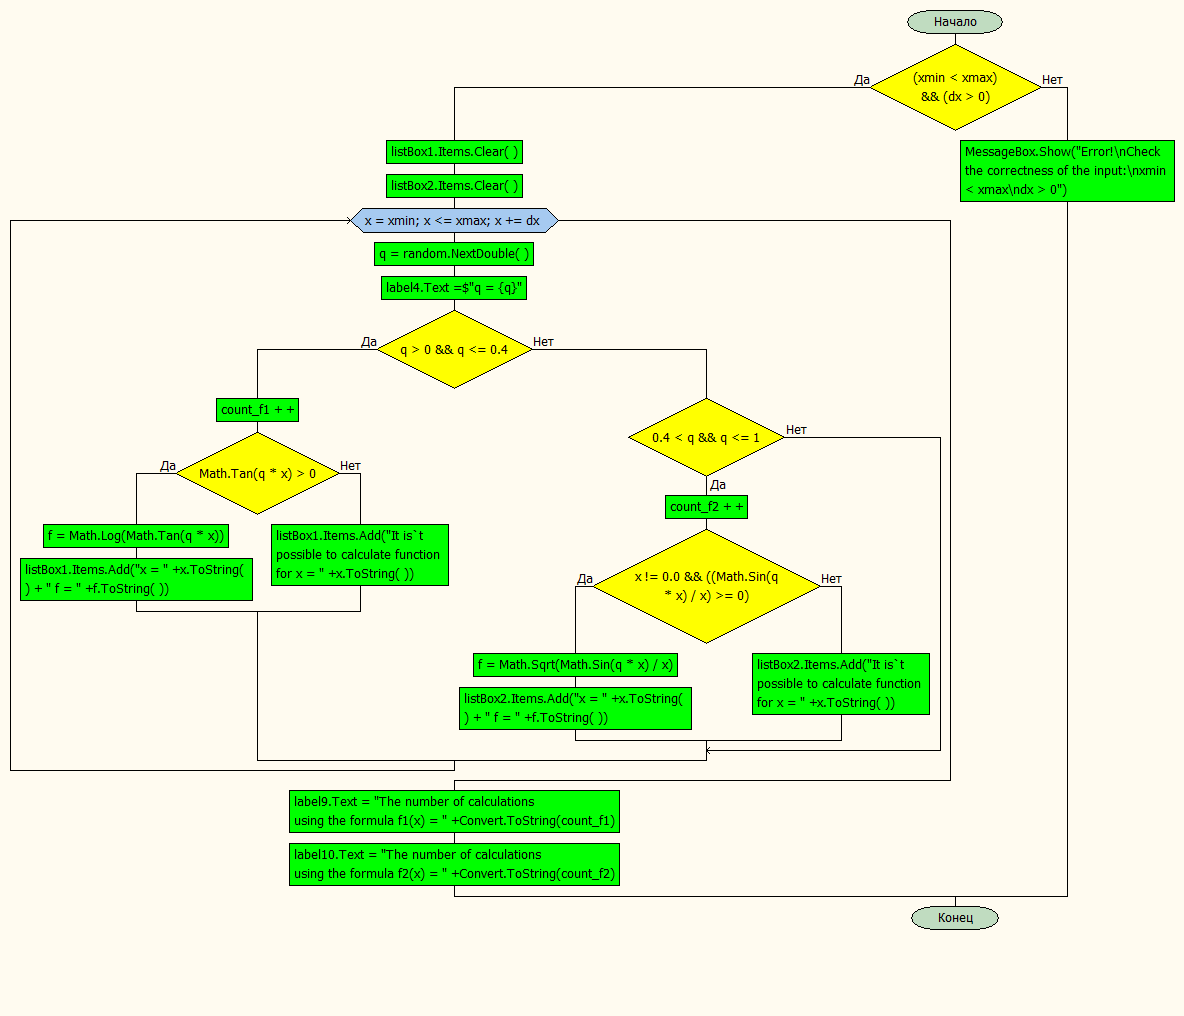 Начало
(xmin < xmax)
&& (dx > 0)
Да
Нет
listBox1.Items.Clear( )
MessageBox.Show("Error!\nCheck
the correctness of the input:\nxmin
< xmax\ndx > 0")
listBox2.Items.Clear( )
x = xmin; x <= xmax; x += dx
q = random.NextDouble( )
label4.Text =$"q = {q}"
Да
Нет
q > 0 && q <= 0.4
count_f1 + +
Да
Нет
Math.Tan(q * x) > 0
f = Math.Log(Math.Tan(q * x))
listBox1.Items.Add("x = " +x.ToString(
) + " f = " +f.ToString( ))
listBox1.Items.Add("It is`t
possible to calculate function
for x = " +x.ToString( ))
0.4 < q && q <= 1
Нет
Да
count_f2 + +
Да
Нет
x != 0.0 && ((Math.Sin(q
* x) / x) >= 0)
f = Math.Sqrt(Math.Sin(q * x) / x)
listBox2.Items.Add("x = " +x.ToString(
) + " f = " +f.ToString( ))
listBox2.Items.Add("It is`t
possible to calculate function
for x = " +x.ToString( ))
label9.Text = "The number of calculations
using the formula f1(x) = " +Convert.ToString(count_f1)
label10.Text = "The number of calculations
using the formula f2(x) = " +Convert.ToString(count_f2)
Конец